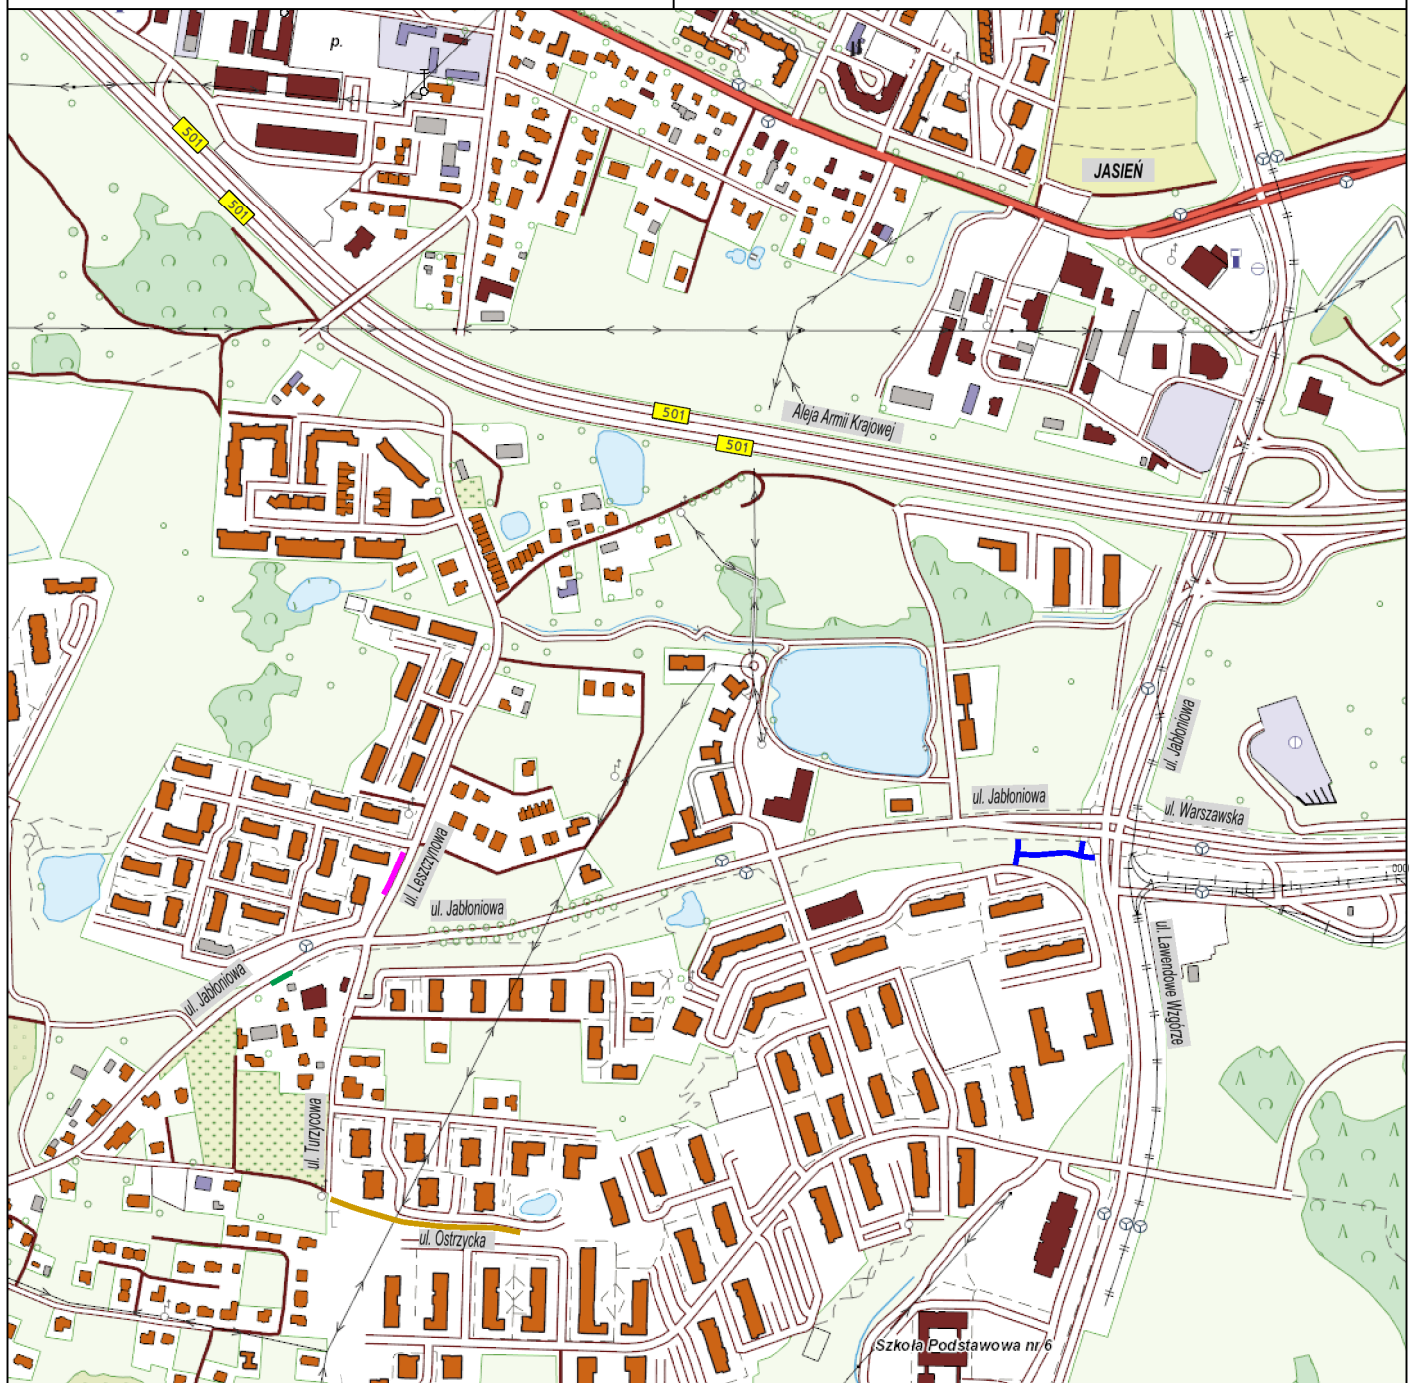 p.
501
JASIEŃ
501
Aleja Armii Krajowej
501
501
ul. Jabłoniowa
ul. Jabłoniowa
ul. Warszawska
ul. Leszczynowa
ul. Jabłoniowa
ul. Jabłoniowa
ul. Lawendowe Wzgórze
ul. Turzycowa
ul. Ostrzycka
Szkoła Podstawowa nr 6